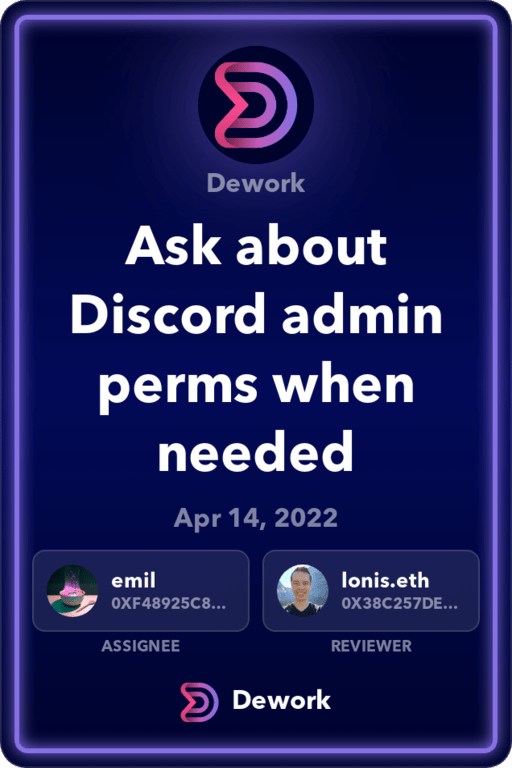 Dework
Ask about
Discord admin
perms when
needed
Apr 14, 2022
emil
0XF48925C8...
ASSIGNEE
lonis.eth
0X38C257DE...
REVIEWER
Dework